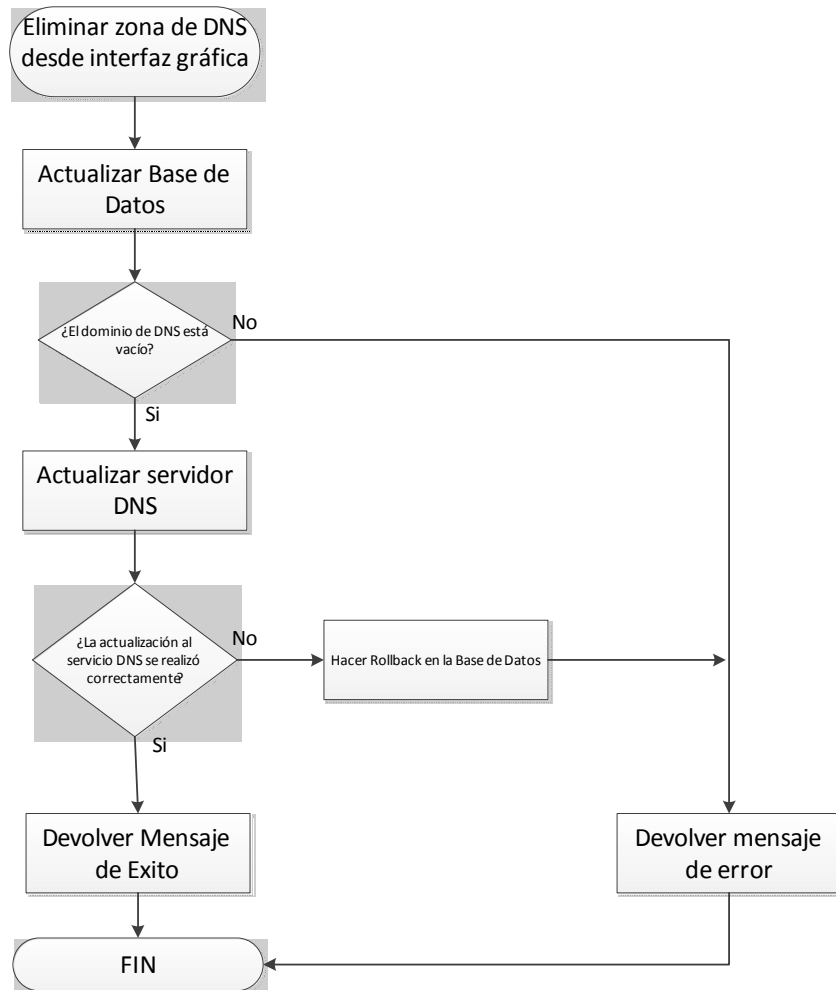 Eliminar zona de DNS
desde interfaz gráfica
Actualizar Base de
Datos
¿El dominio de DNS está
vacío?
No
Si
Actualizar servidor
DNS
¿La actualización al
servicio DNS se realizó
correctamente?
No
Hacer Rollback en la Base de Datos
Si
Devolver Mensaje
de Exito
Devolver mensaje
de error
FIN